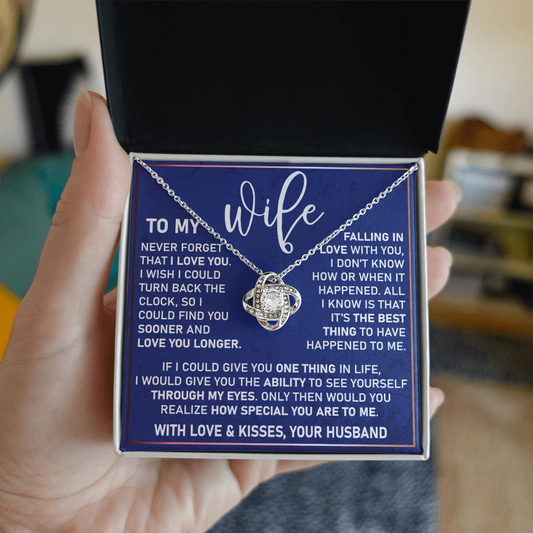 TO MY wife
NEVER FORGET
THAT I LOVE YOU.
I WISH I COULD
TURN BACK THE
CLOCK, SO I
COULD FIND YOU
SOONER AND
LOVE YOU LONGER.
FALLING IN
LOVE WITH YOU,
I DON'T KNOW
HOW OR WHEN IT
HAPPENED. ALL
I KNOW IS THAT
IT'S THE BEST
THING TO HAVE
HAPPENED TO ME.
IF I COULD GIVE YOU ONE THING IN LIFE,
I WOULD GIVE YOU THE ABILITY TO SEE YOURSELF
THROUGH MY EYES. ONLY THEN WOULD YOU
REALIZE HOW SPECIAL YOU ARE TO ME.
WITH LOVE & KISSES, YOUR HUSBAND